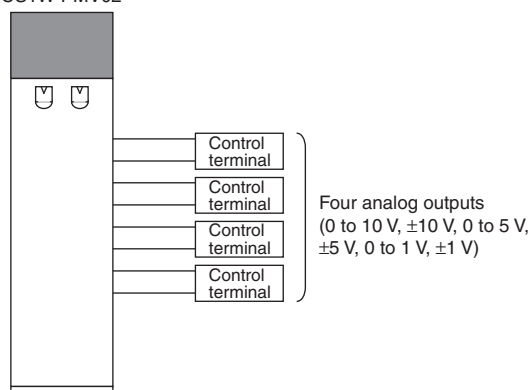 Control
terminal
Control
terminal
Control
terminal
Control
terminal
Four analog outputs
(0 to 10 V, ±10 V, 0 to 5 V,
±5 V, 0 to 1 V, ±1 V)